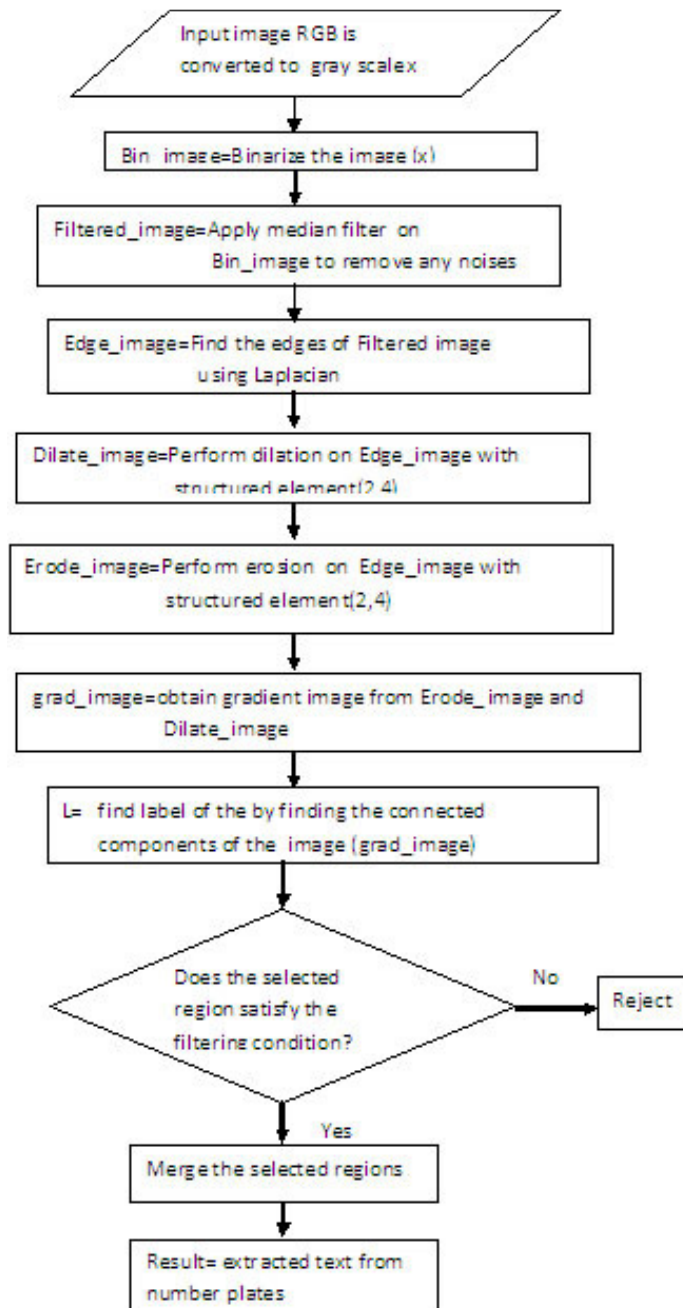 Input image RGB is
converted to gray scale x
Bin_image=Binarize the image (x)
Filtered_image=Apply median filter on
Bin_image to remove any noises
Edge_image=Find the edges of Filtered image
using Laplacian
Dilate_image=Perform dilation on Edge_image with
structured element(2,4)
Erode_image=Perform erosion on Edge_image with
structured element(2,4)
grad_image=obtain gradient image from Erode_image and
Dilate_image
L= find label of the by finding the connected
components of the image (grad_image)
Does the selected
region satisfy the
filtering condition?
No
Reject
Yes
Merge the selected regions
Result= extracted text from
number plates